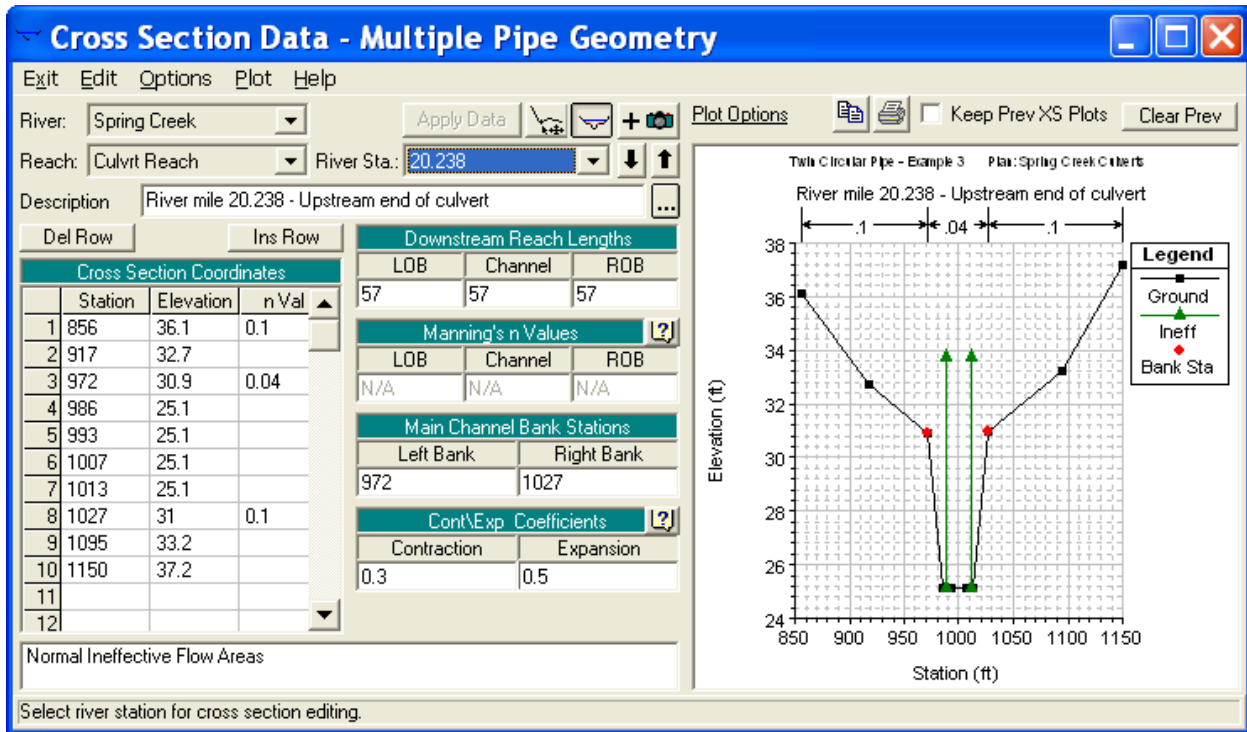 Cross Section Data - Multiple Pipe Geometry
Exit Edit Options Plot Help
River: Spring Creek Apply Data Plot Options Keep Prev XS Plots Clear Prev
Reach: Culvrt Reach River Sta.: 20.238
Description River mile 20.238 - Upstream end of culvert ...
Del Row Ins Row
Cross Section Coordinates
Station Elevation n Val
1 856 36.1 0.1
2 917 32.7
3 972 30.9 0.04
4 986 25.1
5 993 25.1
6 1007 25.1
7 1013 25.1
8 1027 31 0.1
9 1095 33.2
10 1150 37.2
11
12
Downstream Reach Lengths
LOB Channel ROB
57 57 57
Manning's n Values
LOB Channel ROB
N/A N/A N/A
Main Channel Bank Stations
Left Bank Right Bank
972 1027
Cont\Exp Coefficients
Contraction Expansion
0.3 0.5
Normal Ineffective Flow Areas
Select river station for cross section editing.
Twin Circular Pipe - Example 3 Plan: Spring Creek Culverts
River mile 20.238 - Upstream end of culvert
.1 .04 .1
38
36
34
32
30
28
26
24
Elevation (ft)
850 900 950 1000 1050 1100 1150
Station (ft)
Legend
Ground
Ineff
Bank Sta